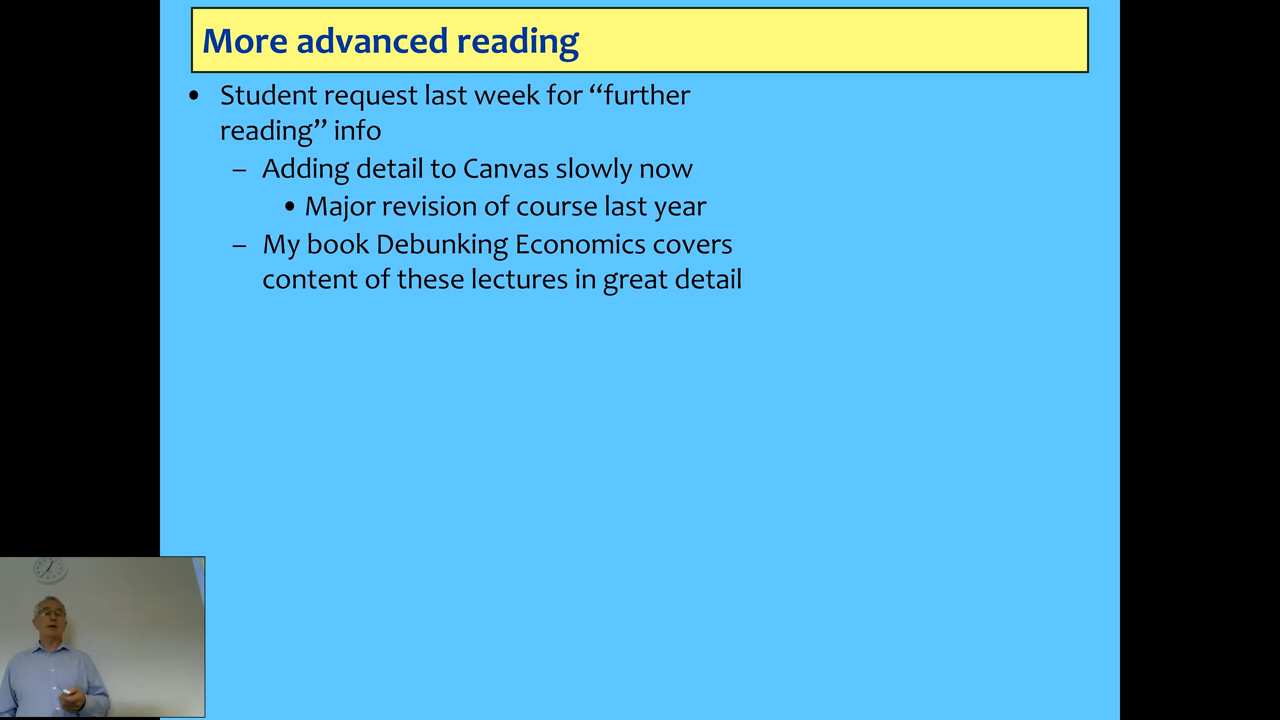 More advanced reading
• Student request last week for “further
reading” info
– Adding detail to Canvas slowly now
• Major revision of course last year
– My book Debunking Economics covers
content of these lectures in great detail